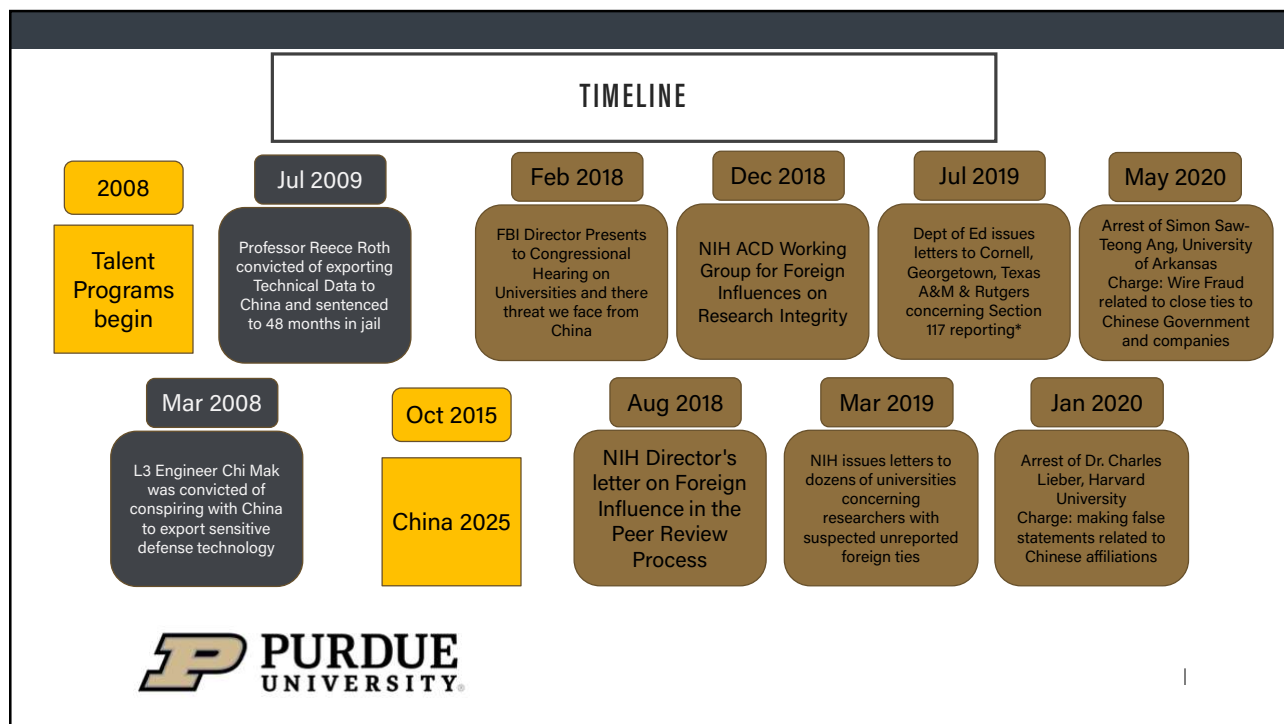 TIMELINE
2008
Talent
Programs
begin
Jul 2009
Professor Reece Roth
convicted of exporting
Technical Data to
China and sentenced
to 48 months in jail
Feb 2018
FBI Director Presents
to Congressional
Hearing on
Universities and there
threat we face from
China
Dec 2018
NIH ACD Working
Group for Foreign
Influences on
Research Integrity
Jul 2019
Dept of Ed issues
letters to Cornell,
Georgetown, Texas
A&M & Rutgers
concerning Section
117 reporting*
May 2020
Arrest of Simon Saw-
Teong Ang, University
of Arkansas
Charge: Wire Fraud
related to close ties to
Chinese Government
and companies
Mar 2008
L3 Engineer Chi Mak
was convicted of
conspiring with China
to export sensitive
defense technology
Oct 2015
China 2025
Aug 2018
NIH Director's
letter on Foreign
Influence in the
Peer Review
Process
Mar 2019
NIH issues letters to
dozens of universities
concerning
researchers with
suspected unreported
foreign ties
Jan 2020
Arrest of Dr. Charles
Lieber, Harvard
University
Charge: making false
statements related to
Chinese affiliations
P PURDUE
UNIVERSITY®
|